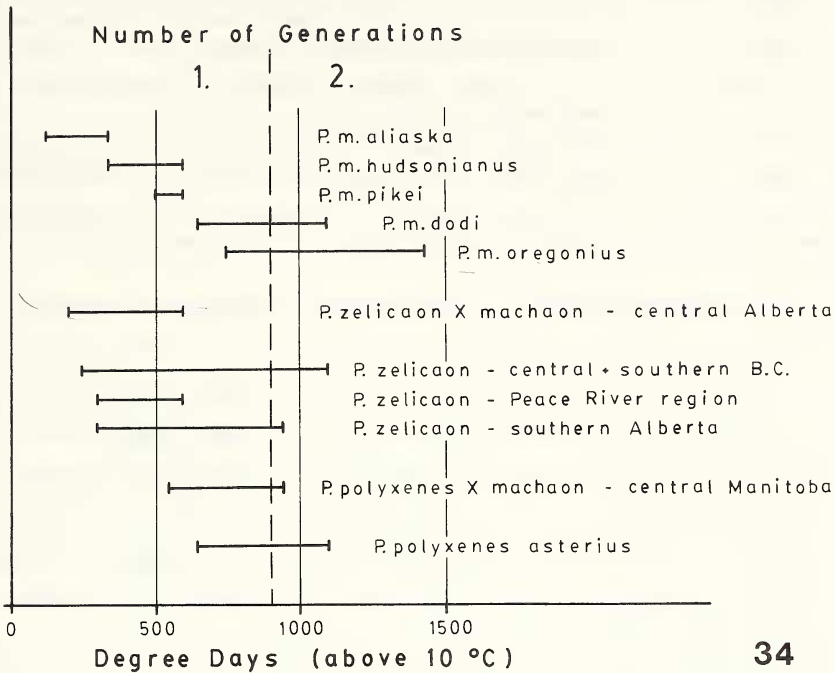 Number of Generations
1. 2.
P. m. aliaska
P. m. hudsonianus
P. m. pikei
P. m. dodi
P. m. oregonius
P. zelicaon X machaon - central Alberta
P. zelicaon - central + southern B.C.
P. zelicaon - Peace River region
P. zelicaon - southern Alberta
P. polyxenes X machaon - central Manitoba
P. polyxenes asterius
0 500 1000 1500
Degree Days (above 10 °C)
34